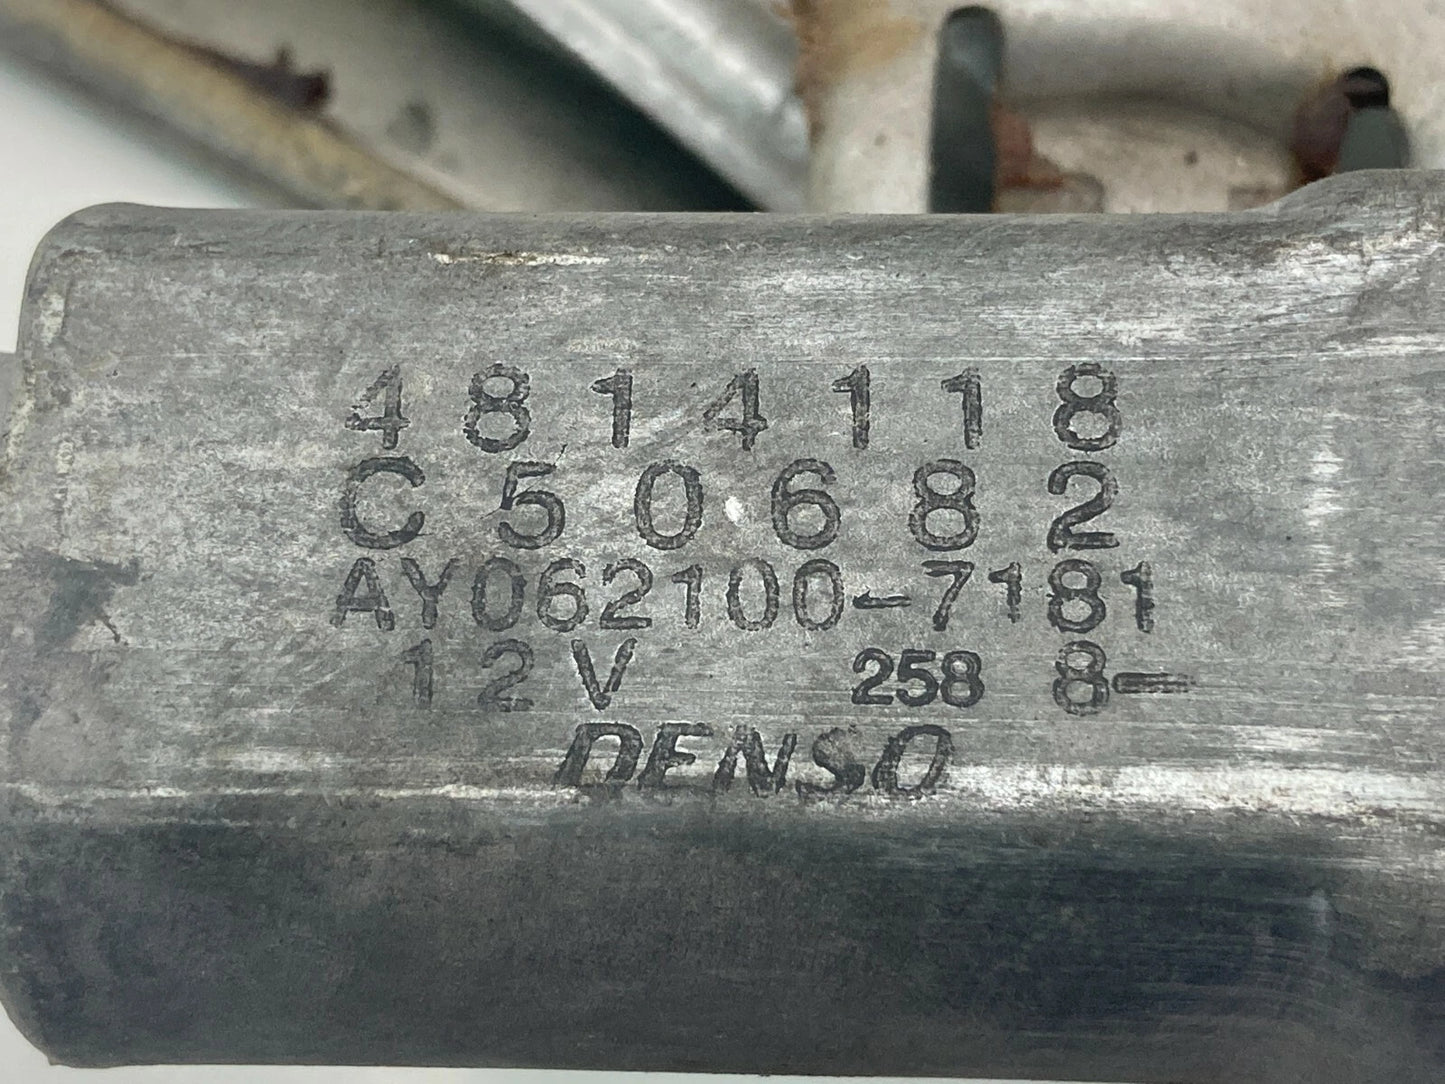 4814118
C50682
AY062100-7181
12V 258 8-
DENSO